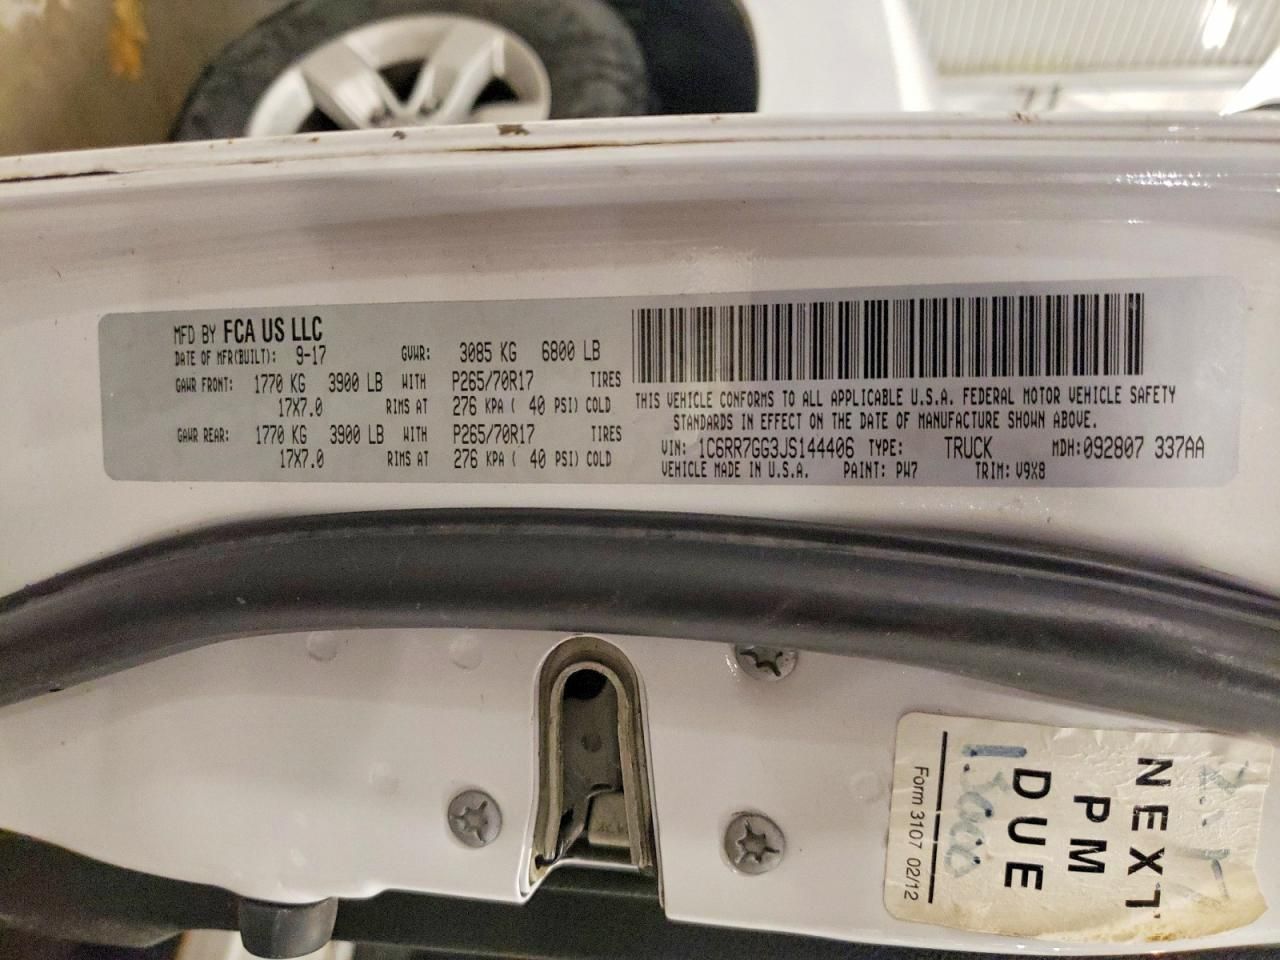 MFD BY FCA US LLC
DATE OF MFR(BUILT): 9-17 GVWR: 3085 KG 6800 LB
GAWR FRONT: 1770 KG 3900 LB WITH P265/70R17 TIRES
17X7.0 RIMS AT 276 KPA ( 40 PSI) COLD
GAWR REAR: 1770 KG 3900 LB WITH P265/70R17 TIRES
17X7.0 RIMS AT 276 KPA ( 40 PSI) COLD
THIS VEHICLE CONFORMS TO ALL APPLICABLE U.S.A. FEDERAL MOTOR VEHICLE SAFETY
STANDARDS IN EFFECT ON THE DATE OF MANUFACTURE SHOWN ABOVE.
VIN: 1C6RR7GG3JS144406 TYPE: TRUCK MDH:092807 337AA
VEHICLE MADE IN U.S.A. PAINT: PW7 TRIM: V9X8
NEXT
PM
DUE
Form 3107 02/12